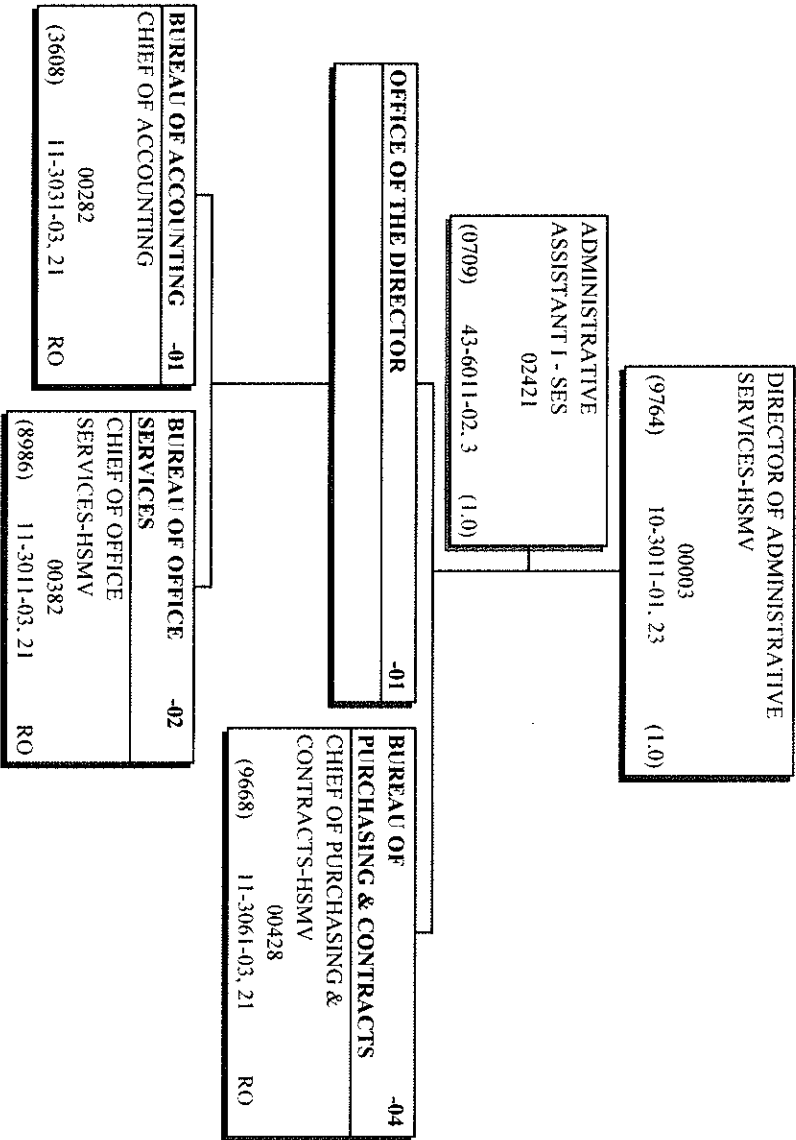 DIRECTOR OF ADMINISTRATIVE
SERVICES-HSMV
00003
(9764) 10-3011-01, 23 (1.0)
ADMINISTRATIVE
ASSISTANT I - SES
02421
(0709) 43-6011-02, 3 (1.0)
OFFICE OF THE DIRECTOR -01
BUREAU OF
PURCHASING & CONTRACTS -04
CHIEF OF PURCHASING &
CONTRACTS-HSMV
00428
(9668) 11-3061-03, 21 RO
BUREAU OF ACCOUNTING -01
CHIEF OF ACCOUNTING
00282
(3608) 11-3031-03, 21 RO
BUREAU OF OFFICE -02
SERVICES
CHIEF OF OFFICE
SERVICES-HSMV
00382
(8986) 11-3011-03, 21 RO